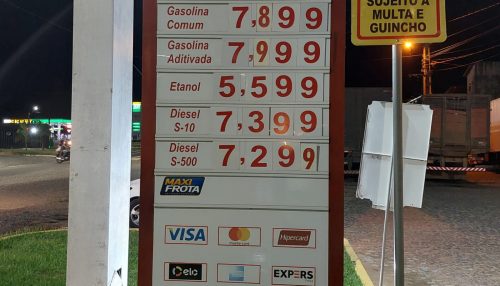 Gasolina
Comum
7,899
Gasolina
Aditivada
7,999
Etanol
5,599
Diesel
S-10
7,399
Diesel
S-500
7,299
MAXI
FROTA
VISA
mastercard
Hipercard
elo
EXPERS
SUJEITO A
MULTA E
GUINCHO